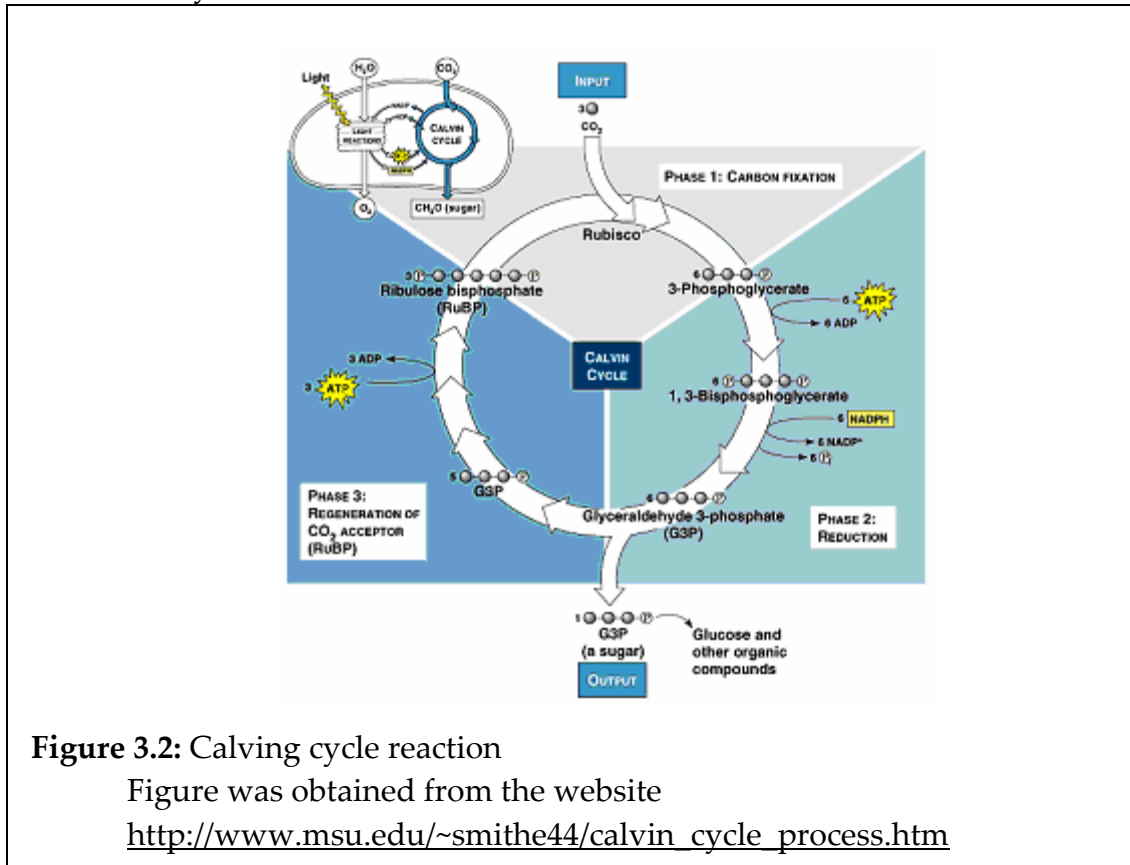 Light
H₂O
CO₂
NADP
ADP
LIGHT
REACTIONS
CALVIN
CYCLE
NADPH
O₂
CH₂O (sugar)
INPUT
3
CO₂
PHASE 1: CARBON FIXATION
Rubisco
3 P P
Ribulose bisphosphate
(RuBP)
6 P
3-Phosphoglycerate
6 ATP
6 ADP
CALVIN
CYCLE
3 ADP
3 ATP
6 P P
1, 3-Bisphosphoglycerate
6 NADPH
6 NADP⁺
6 P
5 P
G3P
6 P
Glyceraldehyde 3-phosphate
(G3P)
PHASE 3:
REGENERATION OF
CO₂ ACCEPTOR
(RuBP)
PHASE 2:
REDUCTION
1 P
G3P
(a sugar)
Glucose and
other organic
compounds
OUTPUT
Figure 3.2: Calving cycle reaction
Figure was obtained from the website
http://www.msu.edu/~smithe44/calvin_cycle_process.htm